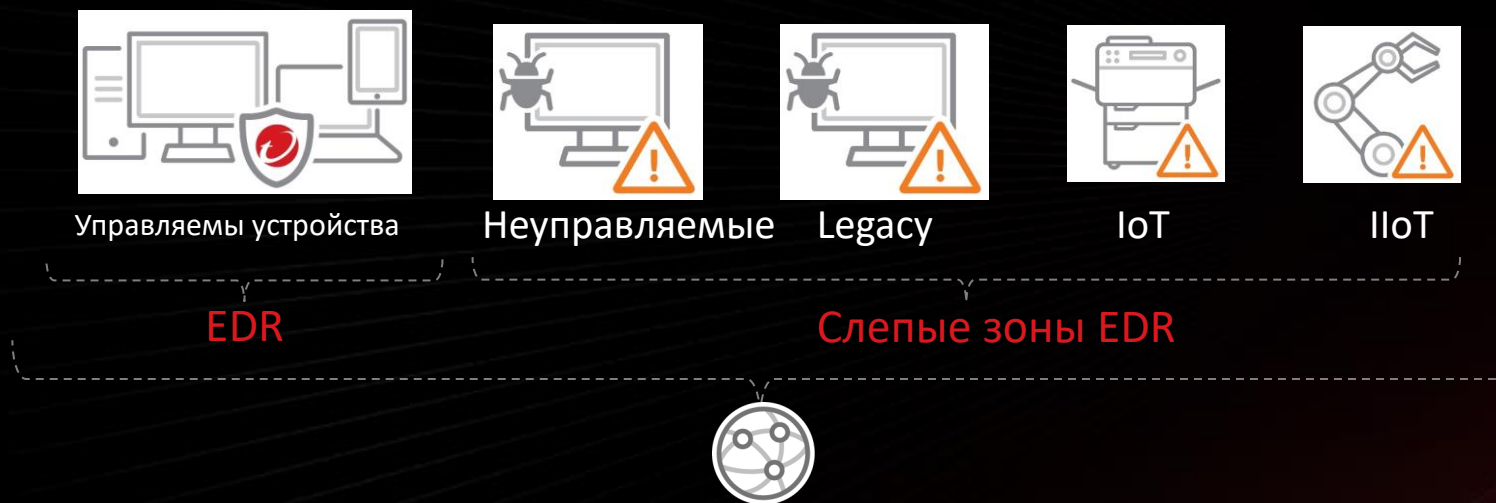 Управляемы устройства
Неуправляемые
Legacy
IoT
IIoT
EDR
Слепые зоны EDR